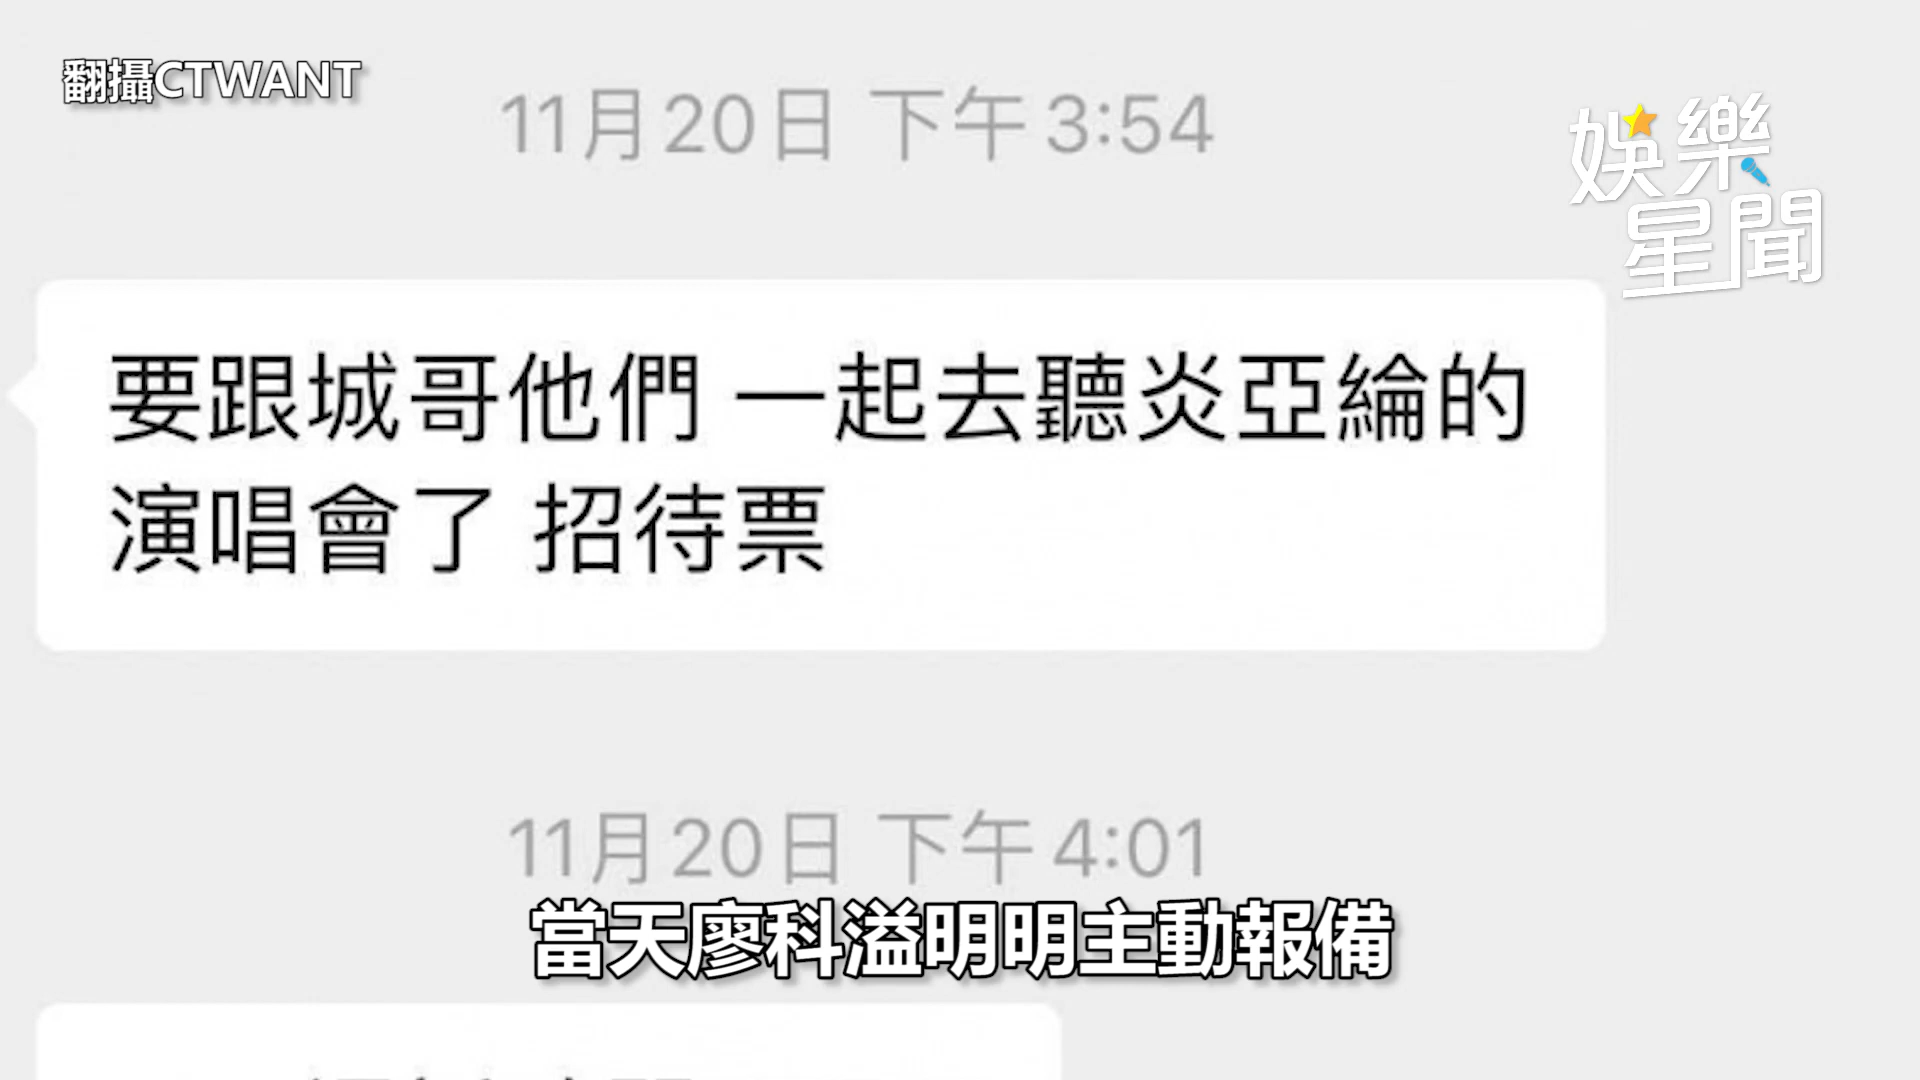 翻攝CTWANT
11月20日 下午3:54
娛樂
星聞
要跟城哥他們 一起去聽炎亞綸的
演唱會了 招待票
11月20日 下午4:01
當天廖科溢明明主動報備